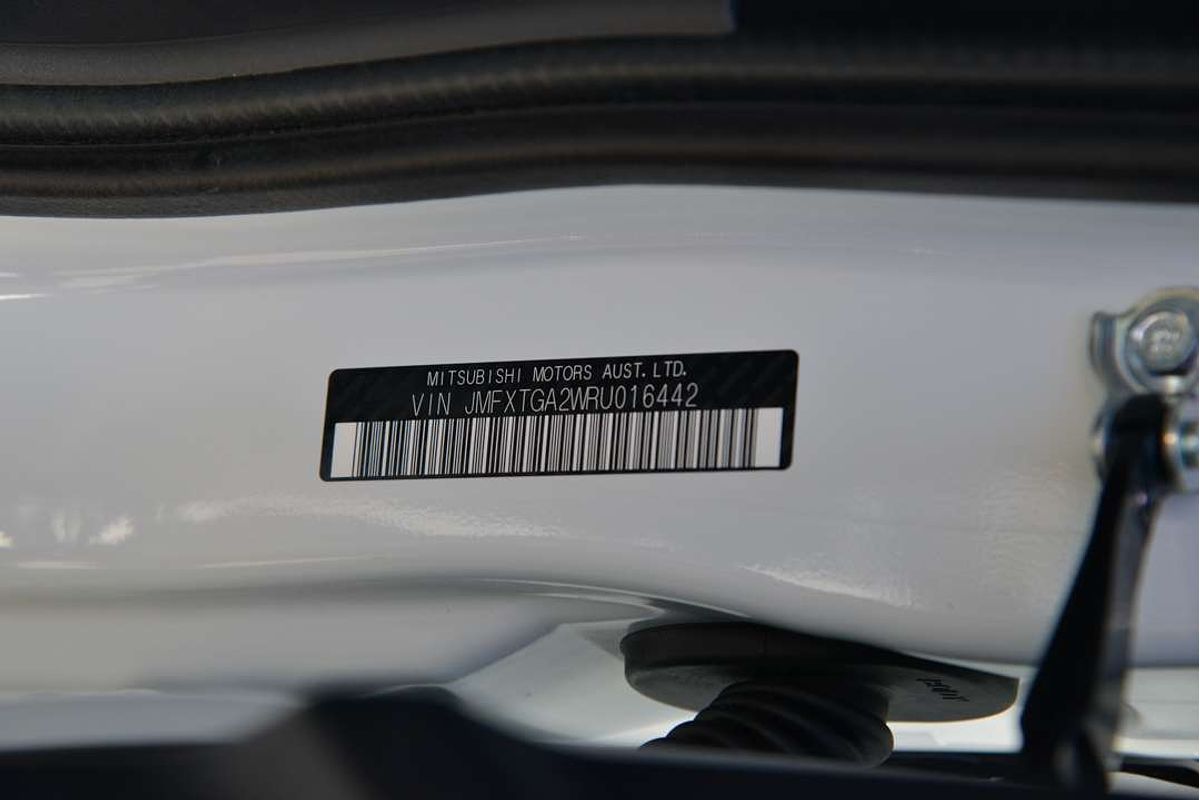 MITSUBISHI MOTORS AUST. LTD.
VIN JMFXTGA2WRU016442